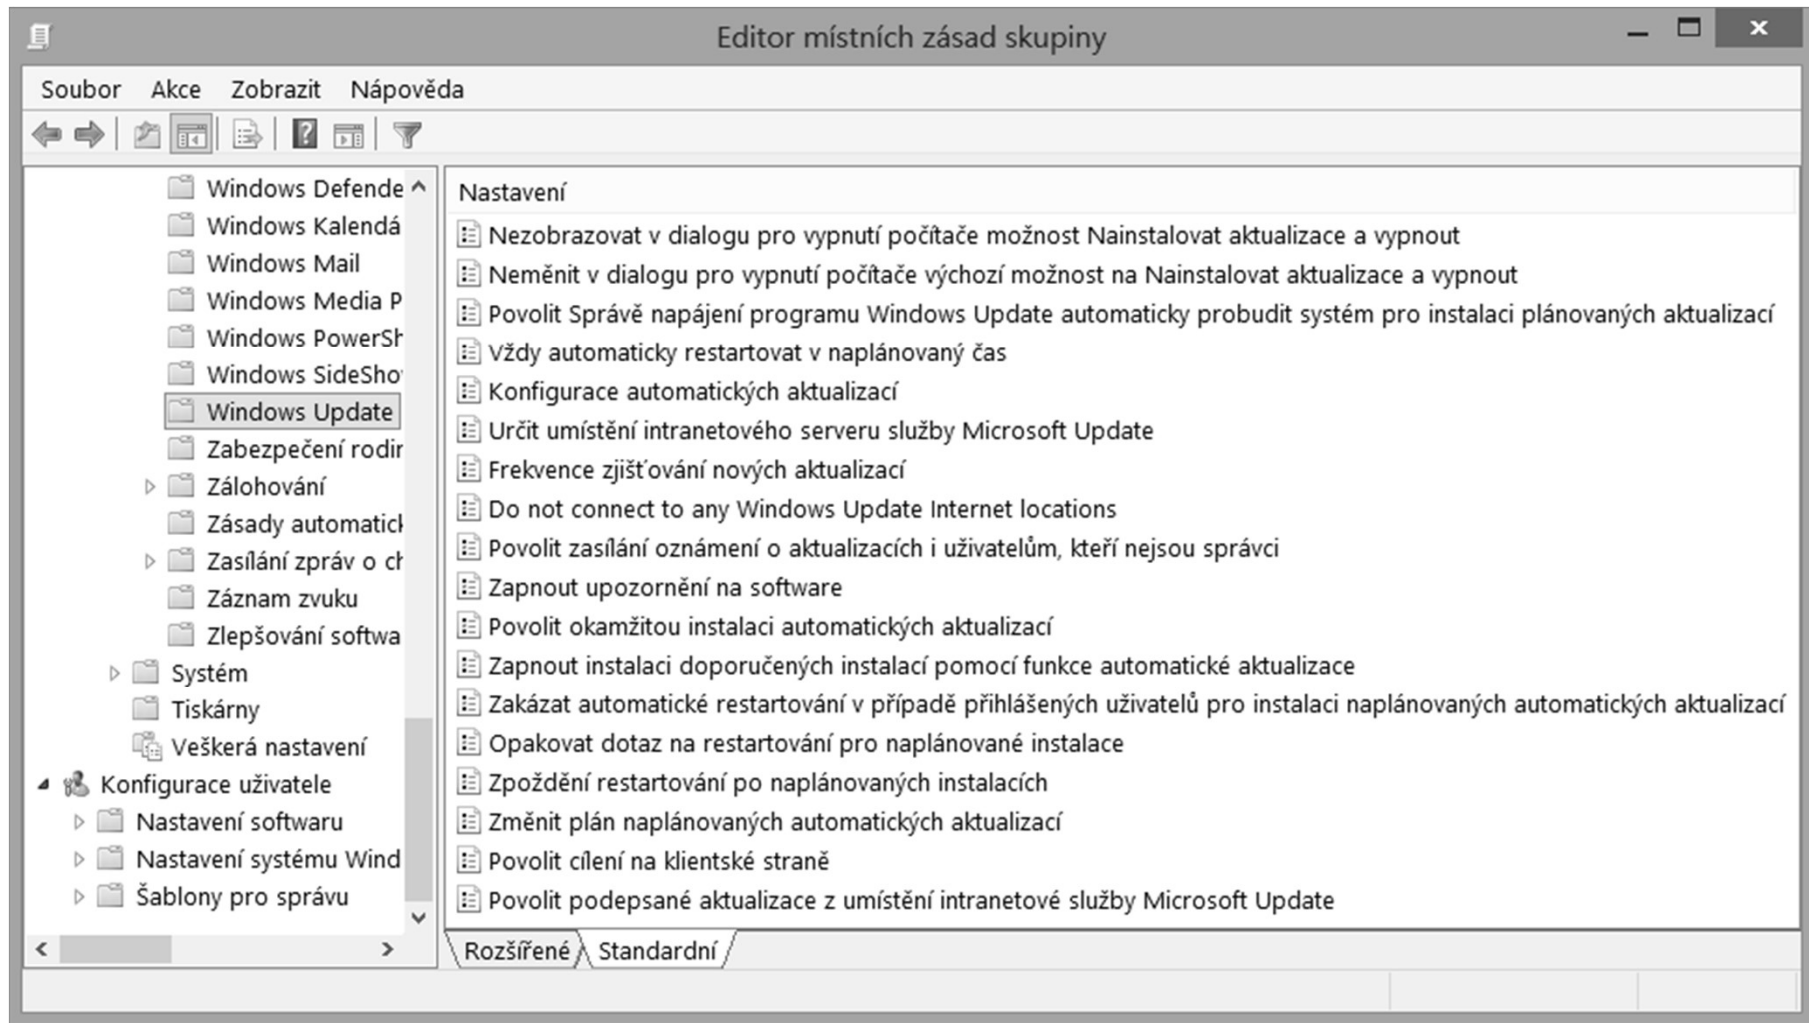 Editor místních zásad skupiny
Soubor Akce Zobrazit Nápověda
Windows Defende
Windows Kalendá
Windows Mail
Windows Media P
Windows PowerSh
Windows SideSho
Windows Update
Zabezpečení rodin
Zálohování
Zásady automatick
Zasílání zpráv o ch
Záznam zvuku
Zlepšování softwa
Systém
Tiskárny
Veškerá nastavení
Konfigurace uživatele
Nastavení softwaru
Nastavení systému Wind
Šablony pro správu
Nastavení
Nezobrazovat v dialogu pro vypnutí počítače možnost Nainstalovat aktualizace a vypnout
Neměnit v dialogu pro vypnutí počítače výchozí možnost na Nainstalovat aktualizace a vypnout
Povolit Správě napájení programu Windows Update automaticky probudit systém pro instalaci plánovaných aktualizací
Vždy automaticky restartovat v naplánovaný čas
Konfigurace automatických aktualizací
Určit umístění intranetového serveru služby Microsoft Update
Frekvence zjišťování nových aktualizací
Do not connect to any Windows Update Internet locations
Povolit zasílání oznámení o aktualizacích i uživatelům, kteří nejsou správci
Zapnout upozornění na software
Povolit okamžitou instalaci automatických aktualizací
Zapnout instalaci doporučených instalací pomocí funkce automatické aktualizace
Zakázat automatické restartování v případě přihlášených uživatelů pro instalaci naplánovaných automatických aktualizací
Opakovat dotaz na restartování pro naplánované instalace
Zpoždění restartování po naplánovaných instalacích
Změnit plán naplánovaných automatických aktualizací
Povolit cílení na klientské straně
Povolit podepsané aktualizace z umístění intranetové služby Microsoft Update
Rozšířené Standardní